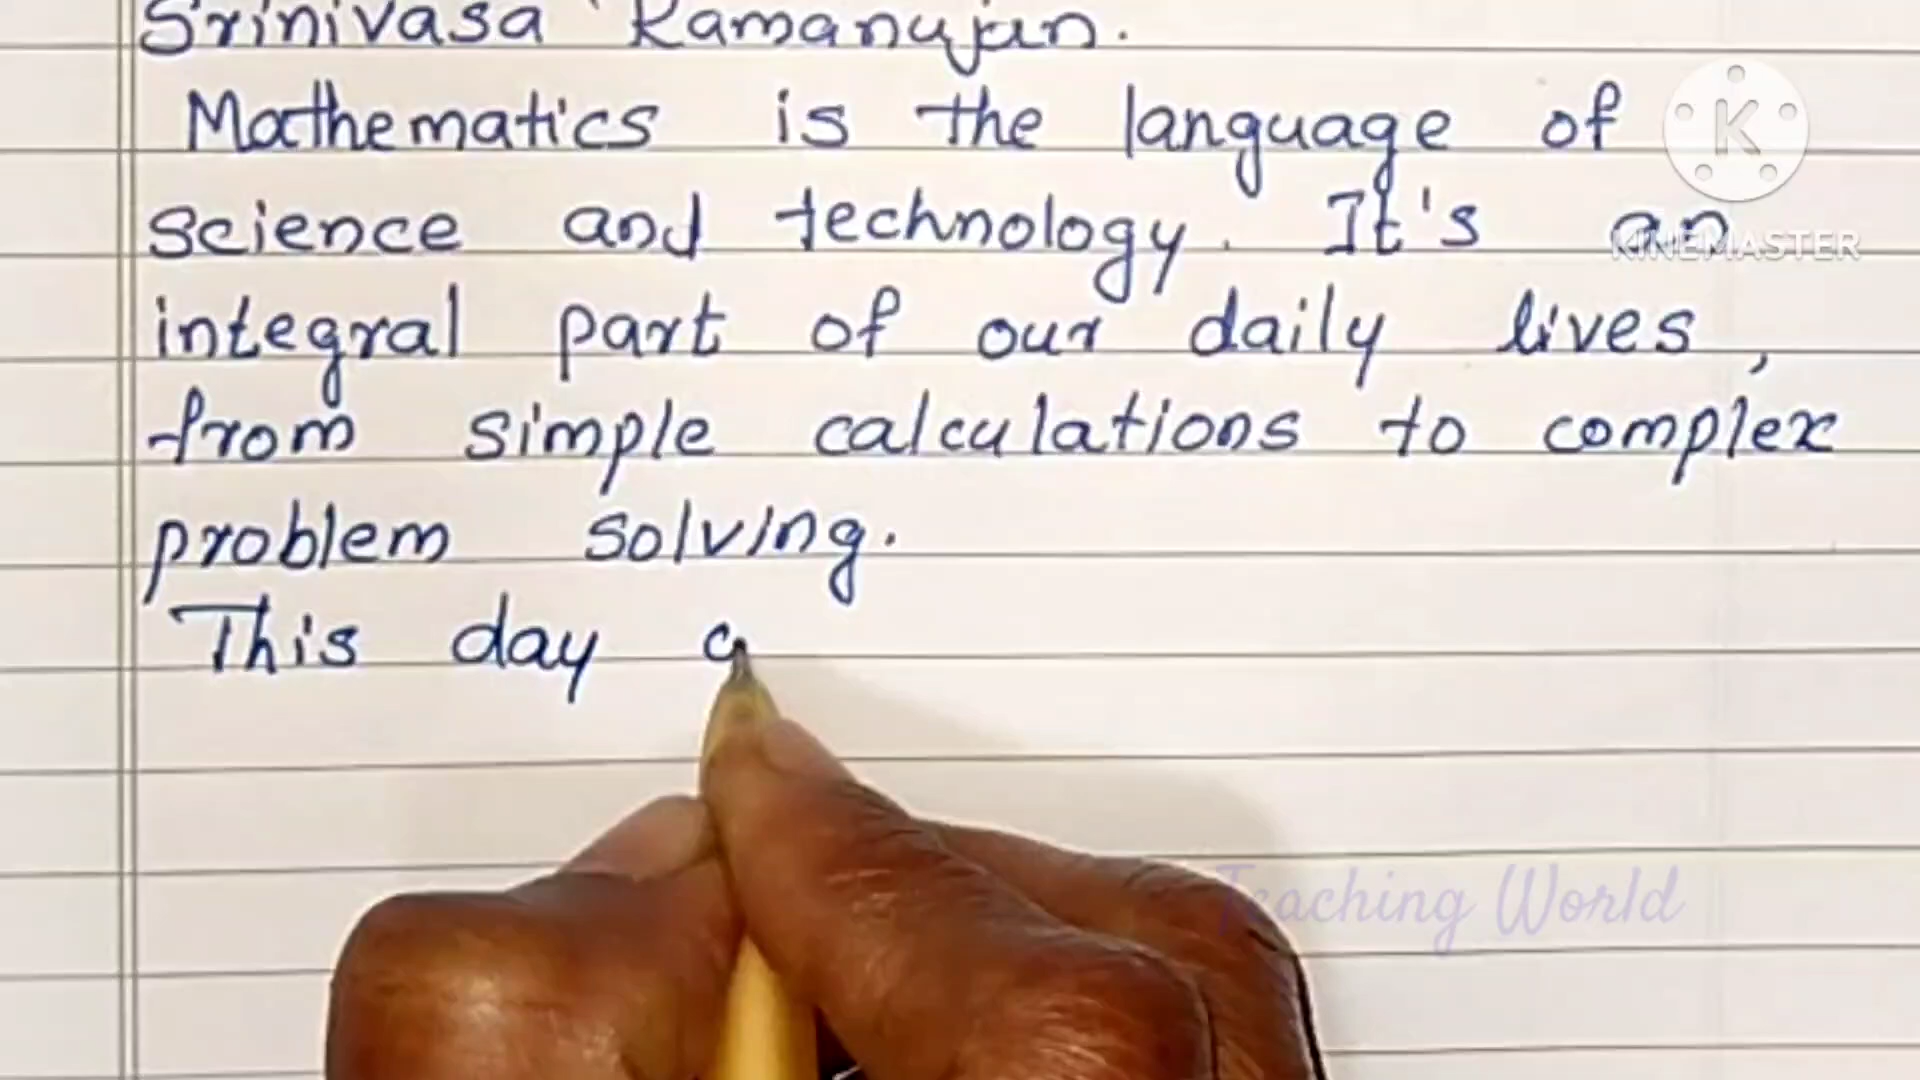 Srinivasa Ramanujan.
Mathematics is the language of
science and technology. It's an
integral part of our daily lives,
from simple calculations to complex
problem solving.
This day a
K
KINEMASTER
Teaching World